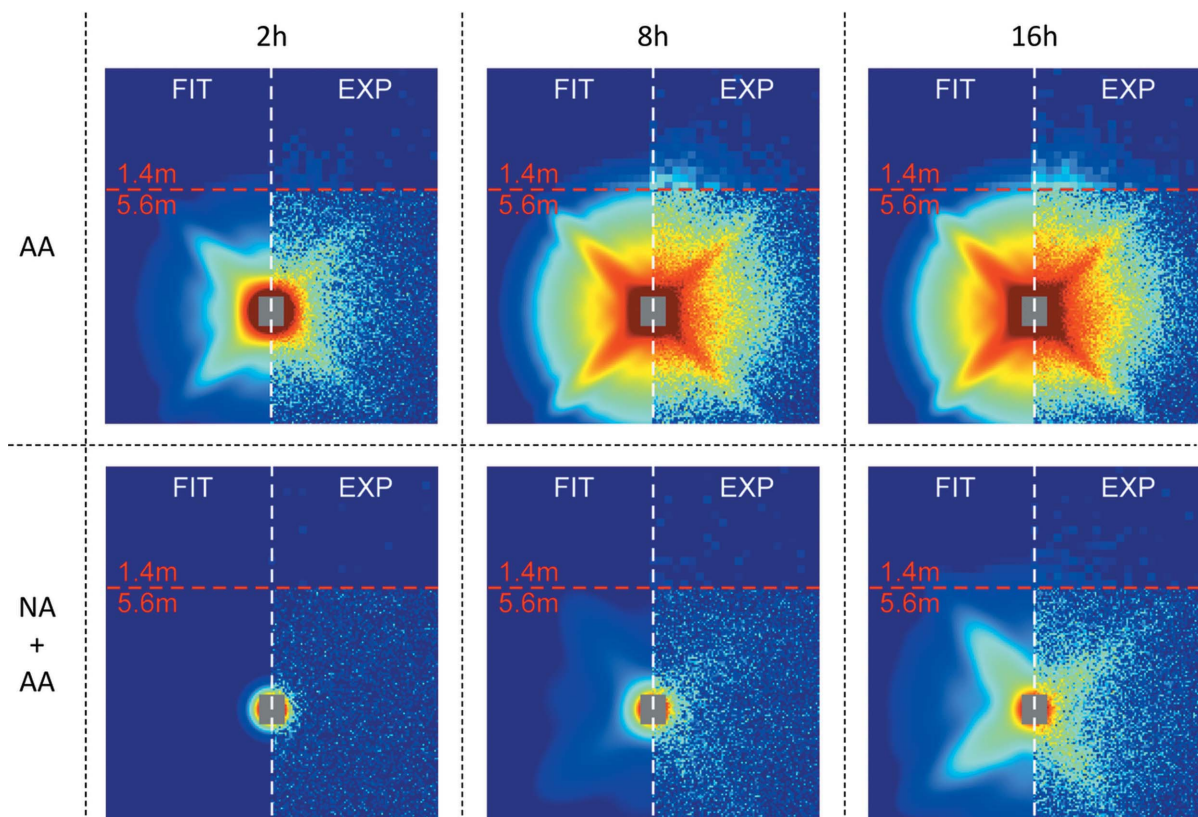 2h 8h 16h
AA
FIT EXP FIT EXP FIT EXP
1.4m 1.4m 1.4m
5.6m 5.6m 5.6m
NA
+
AA
FIT EXP FIT EXP FIT EXP
1.4m 1.4m 1.4m
5.6m 5.6m 5.6m